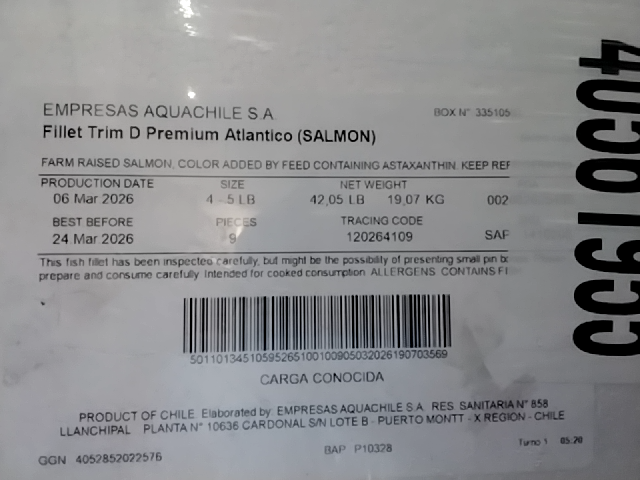 EMPRESAS AQUACHILE S.A. BOX N° 335105
Fillet Trim D Premium Atlantico (SALMON)
FARM RAISED SALMON, COLOR ADDED BY FEED CONTAINING ASTAXANTHIN. KEEP REF
PRODUCTION DATE SIZE NET WEIGHT
06 Mar 2026 4 - 5 LB 42,05 LB 19,07 KG 002
BEST BEFORE PIECES TRACING CODE
24 Mar 2026 9 120264109 SAF
This fish fillet has been inspected carefully, but might be the possibility of presenting small pin bo
prepare and consume carefully. Intended for cooked consumption. ALLERGENS: CONTAINS FI
50110134510595265100100905032026190703569
CARGA CONOCIDA
PRODUCT OF CHILE. Elaborated by: EMPRESAS AQUACHILE S.A. RES. SANITARIA N° 858
LLANCHIPAL PLANTA N° 10636 CARDONAL S/N LOTE B - PUERTO MONTT - X REGION - CHILE
Turno 1 05:20
GGN 4052852022576 BAP P10328